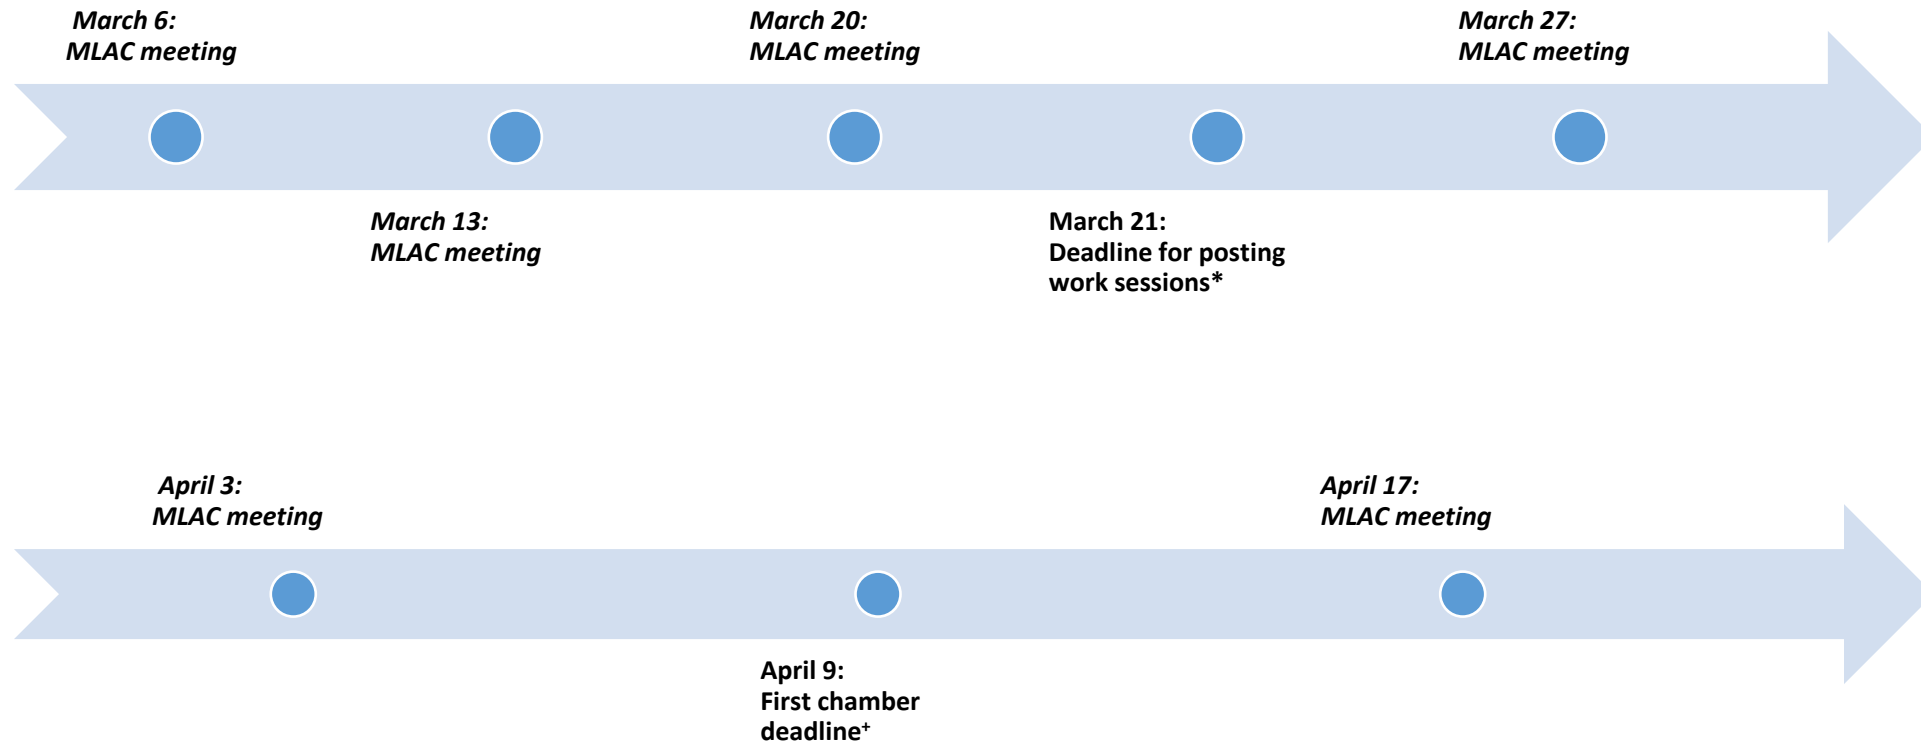 March 6:
MLAC meeting
March 13:
MLAC meeting
March 20:
MLAC meeting
March 21:
Deadline for posting
work sessions*
March 27:
MLAC meeting
April 3:
MLAC meeting
April 9:
First chamber
deadline⁺
April 17:
MLAC meeting